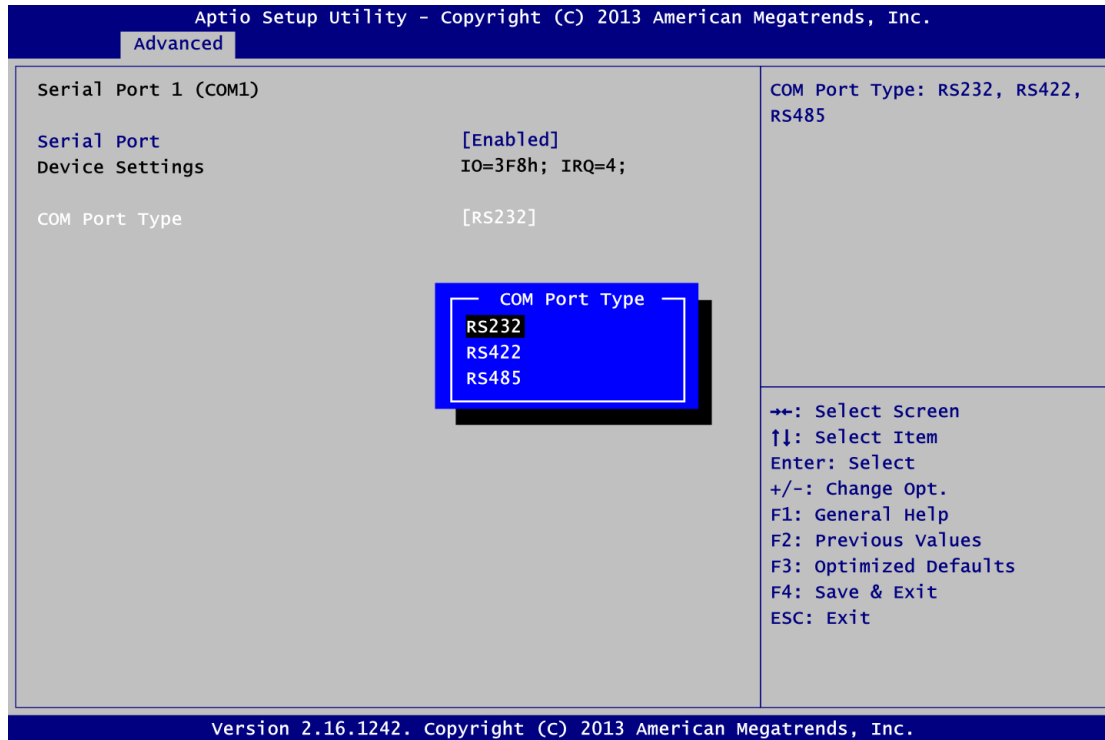 Aptio Setup Utility - Copyright (C) 2013 American Megatrends, Inc.
Advanced
Serial Port 1 (COM1)
Serial Port [Enabled]
Device Settings IO=3F8h; IRQ=4;
COM Port Type [RS232]
COM Port Type
RS232
RS422
RS485
COM Port Type: RS232, RS422,
RS485
→←: Select Screen
↑↓: Select Item
Enter: Select
+/-: Change Opt.
F1: General Help
F2: Previous Values
F3: Optimized Defaults
F4: Save & Exit
ESC: Exit
Version 2.16.1242. Copyright (C) 2013 American Megatrends, Inc.